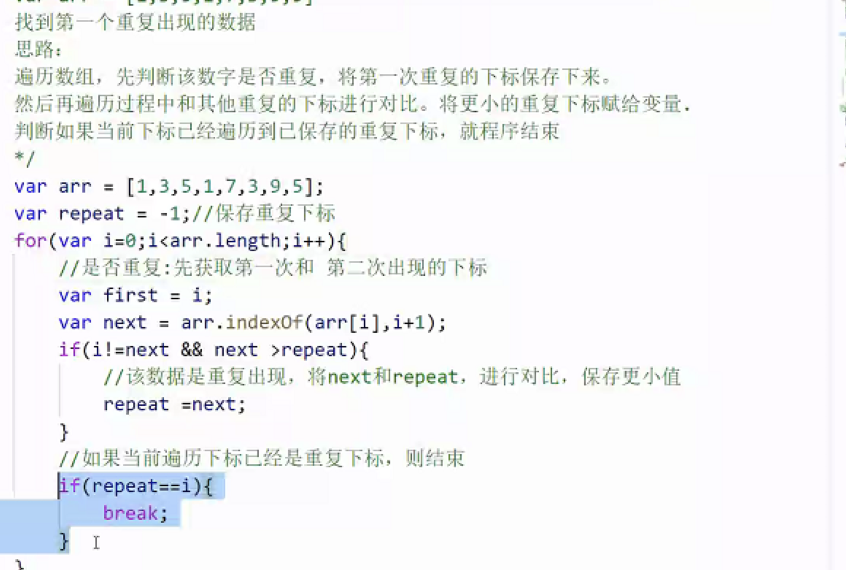 找到第一个重复出现的数据
思路:
遍历数组，先判断该数字是否重复，将第一次重复的下标保存下来。
然后再遍历过程中和其他重复的下标进行对比。将更小的重复下标赋给变量.
判断如果当前下标已经遍历到已保存的重复下标，就程序结束
*/
var arr = [1,3,5,1,7,3,9,5];
var repeat = -1;//保存重复下标
for(var i=0;i<arr.length;i++){
//是否重复:先获取第一次和 第二次出现的下标
var first = i;
var next = arr.indexOf(arr[i],i+1);
if(i!=next && next >repeat){
//该数据是重复出现，将next和repeat，进行对比，保存更小值
repeat =next;
}
//如果当前遍历下标已经是重复下标，则结束
if(repeat==i){
break;
}